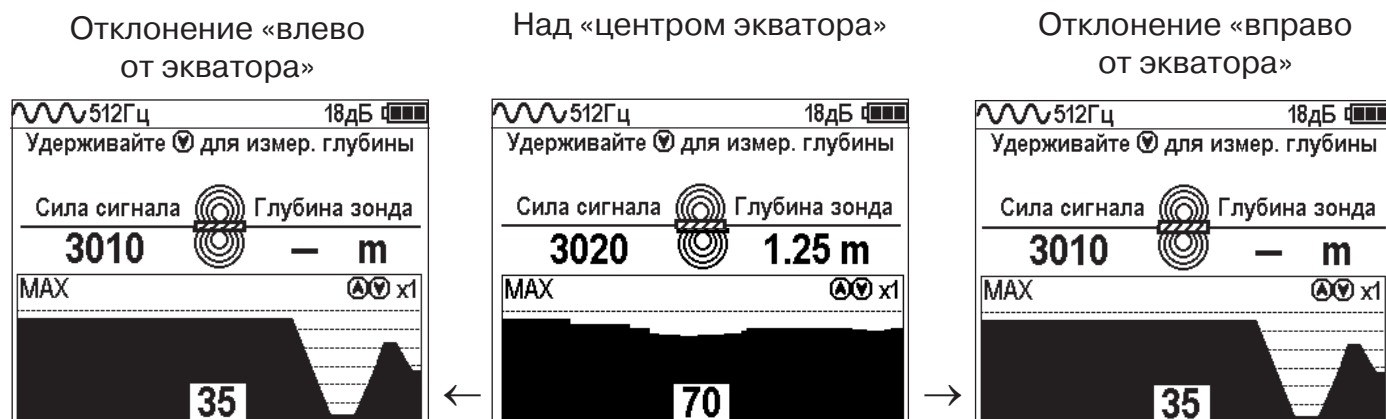 Отклонение «влево
от экватора»
512Гц 18дБ
Удерживайте для измер. глубины
Сила сигнала Глубина зонда
3010 – m
MAX x1
35
Над «центром экватора»
512Гц 18дБ
Удерживайте для измер. глубины
Сила сигнала Глубина зонда
3020 1.25 m
MAX x1
70
Отклонение «вправо
от экватора»
512Гц 18дБ
Удерживайте для измер. глубины
Сила сигнала Глубина зонда
3010 – m
MAX x1
35